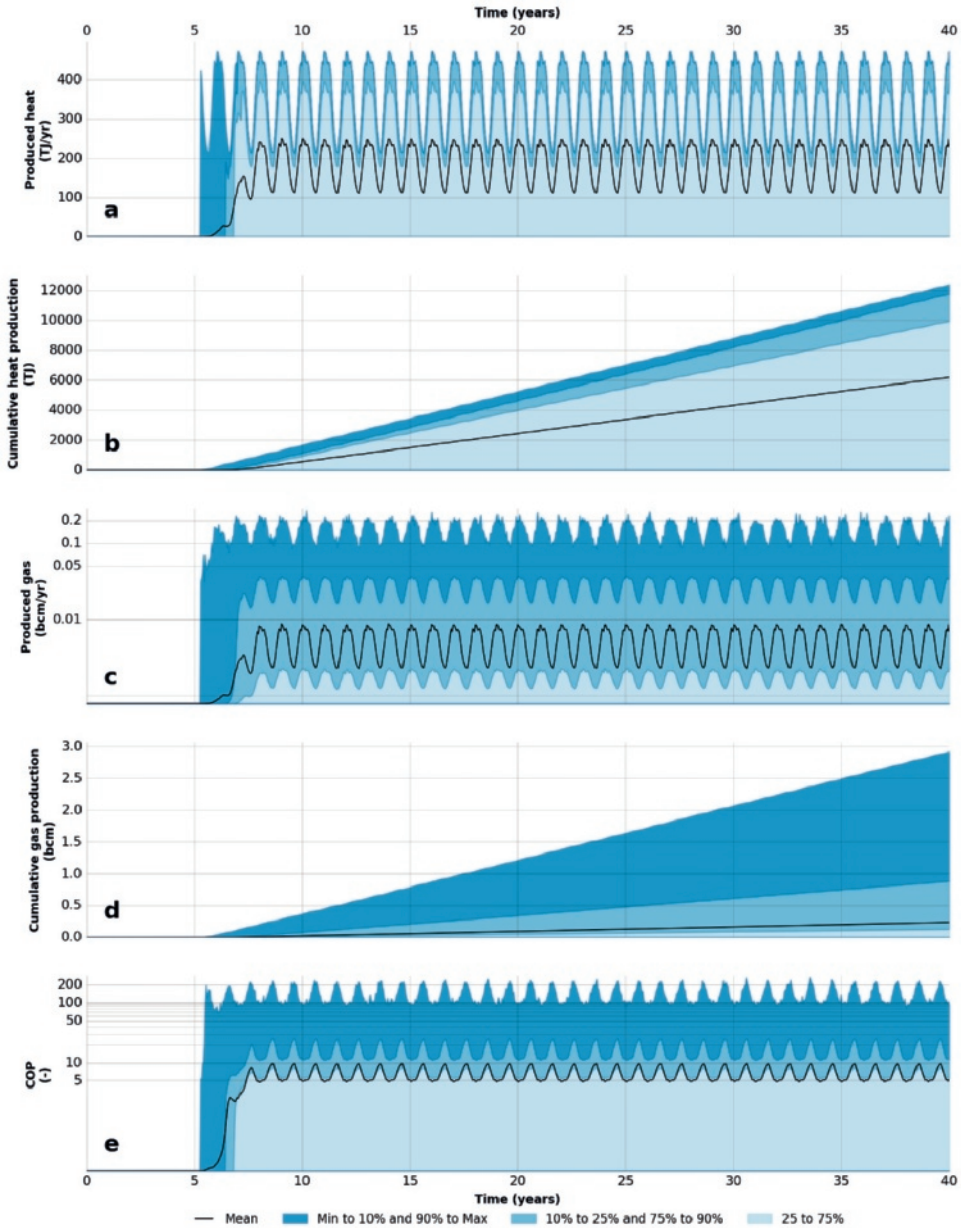 Time (years)
0 5 10 15 20 25 30 35 40
Produced heat
(TJ/yr)
400
300
200
100
0
a
Cumulative heat production
(TJ)
12000
10000
8000
6000
4000
2000
0
b
Produced gas
(bcm/yr)
0.2
0.1
0.05
0.01
c
Cumulative gas production
(bcm)
3.0
2.5
2.0
1.5
1.0
0.5
0.0
d
COP
(-)
200
100
50
10
5
e
0 5 10 15 20 25 30 35 40
Time (years)
Mean Min to 10% and 90% to Max 10% to 25% and 75% to 90% 25 to 75%